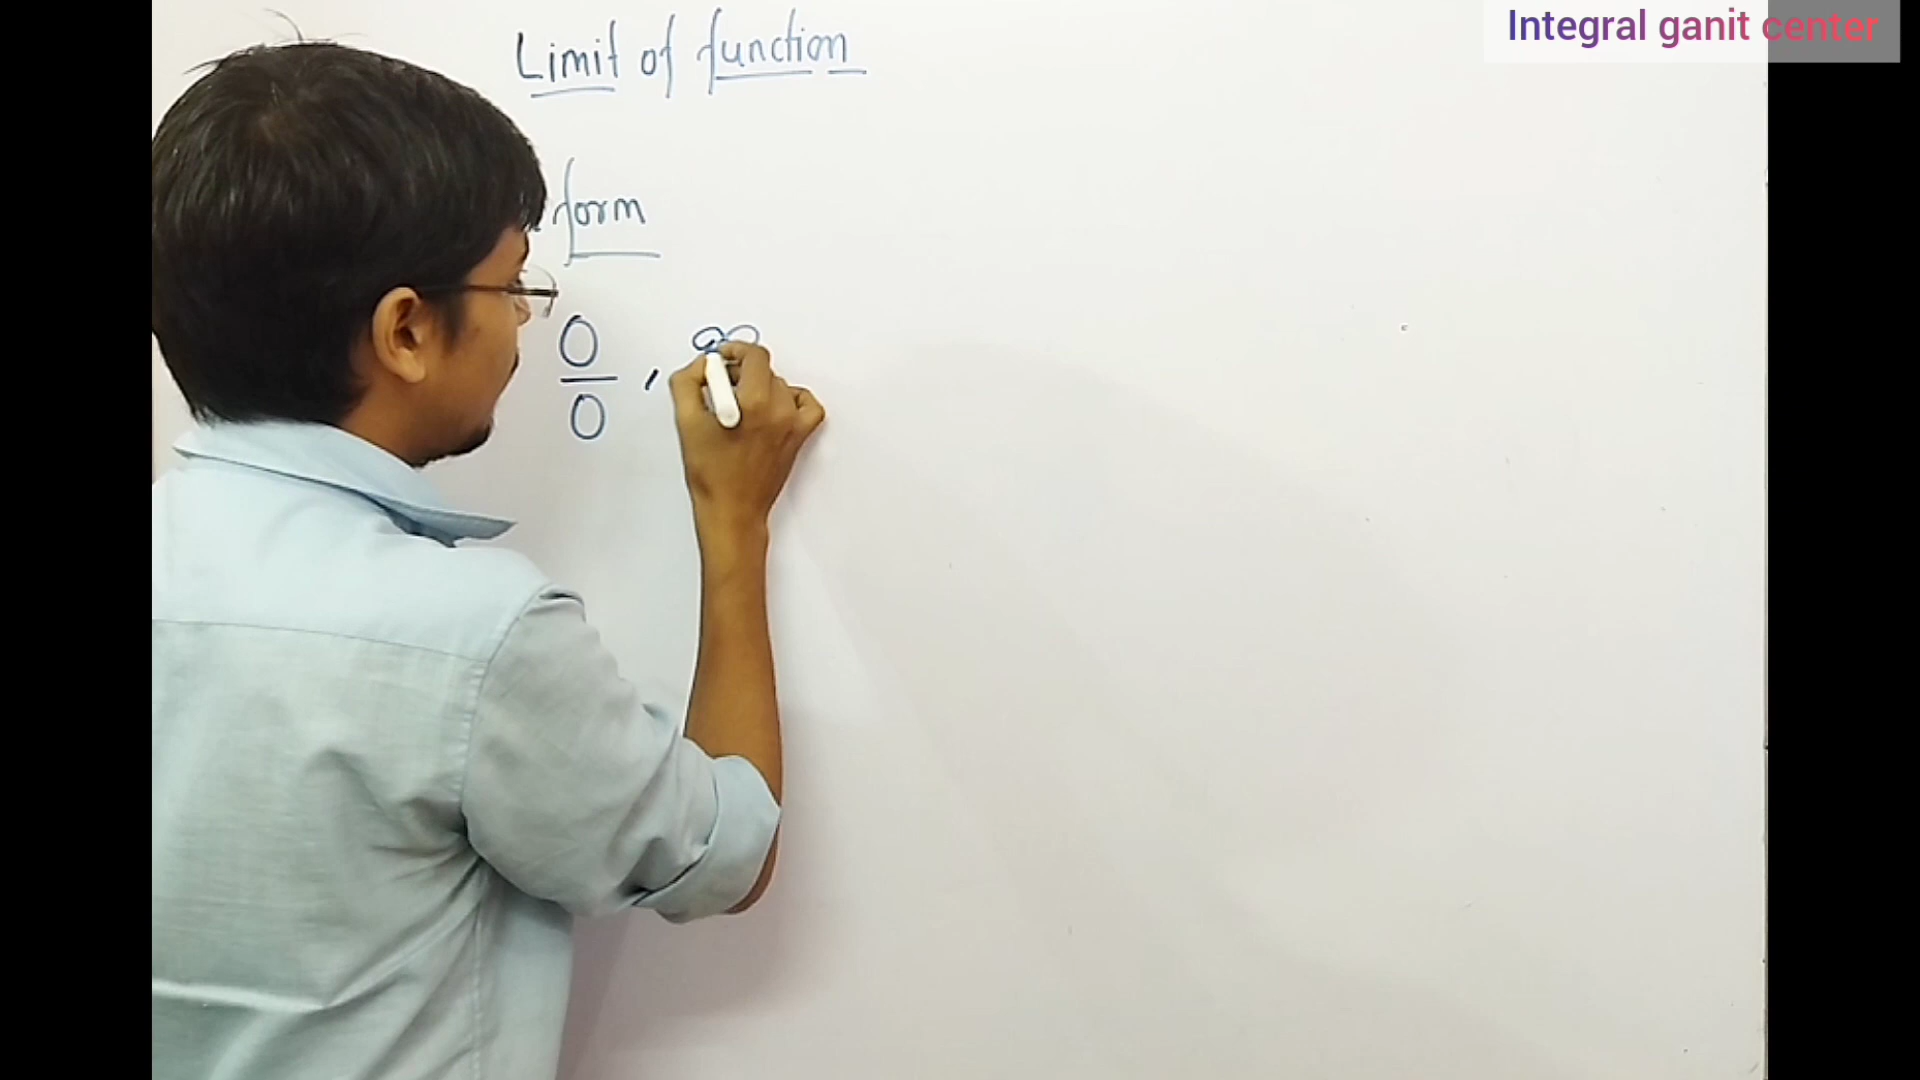 Integral ganit center
Limit of function
form
0/0 , ∞